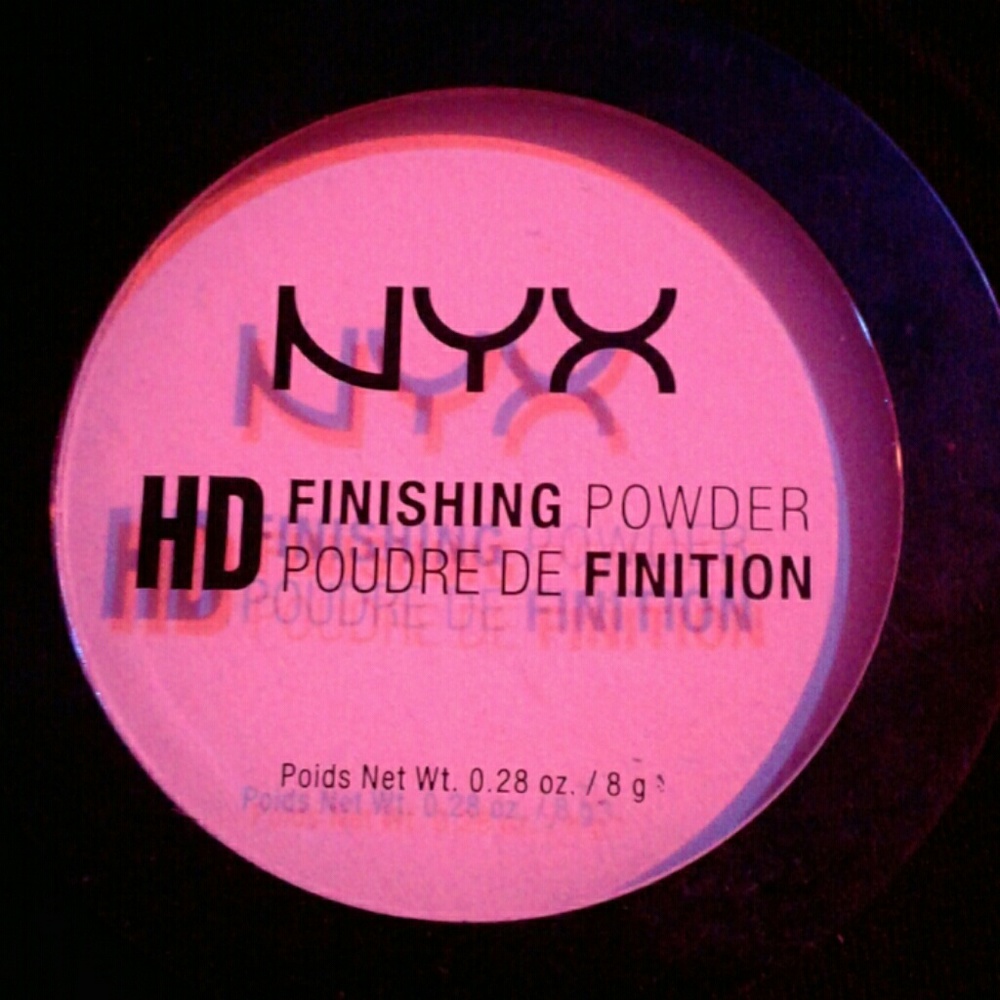 NYX
HD FINISHING POWDER
POUDRE DE FINITION
Poids Net Wt. 0.28 oz. / 8 g